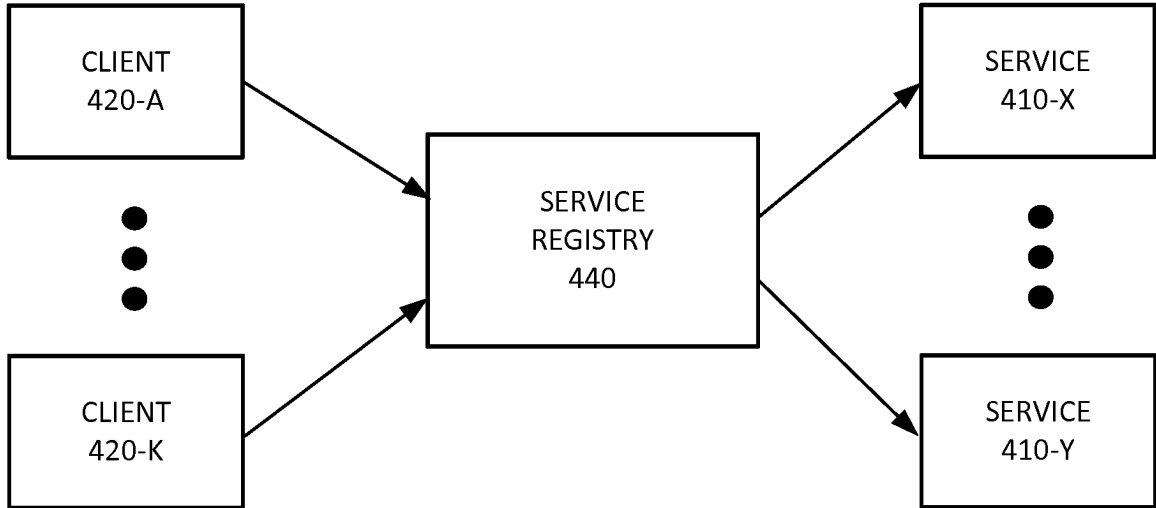 CLIENT
420-A
CLIENT
420-K
SERVICE
REGISTRY
440
SERVICE
410-X
SERVICE
410-Y